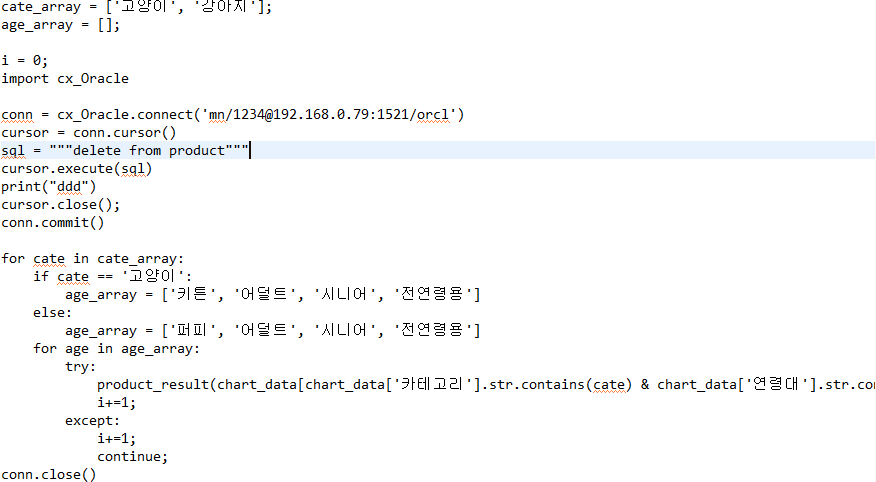 cate_array = ['고양이', '강아지'];
age_array = [];
i = 0;
import cx_Oracle
conn = cx_Oracle.connect('mn/1234@192.168.0.79:1521/orcl')
cursor = conn.cursor()
sql = """delete from product"""
cursor.execute(sql)
print("ddd")
cursor.close();
conn.commit()
for cate in cate_array:
if cate == '고양이':
age_array = ['키튼', '어덜트', '시니어', '전연령용']
else:
age_array = ['퍼피', '어덜트', '시니어', '전연령용']
for age in age_array:
try:
product_result(chart_data[chart_data['카테고리'].str.contains(cate) & chart_data['연령대'].str.con
i+=1;
except:
i+=1;
continue;
conn.close()